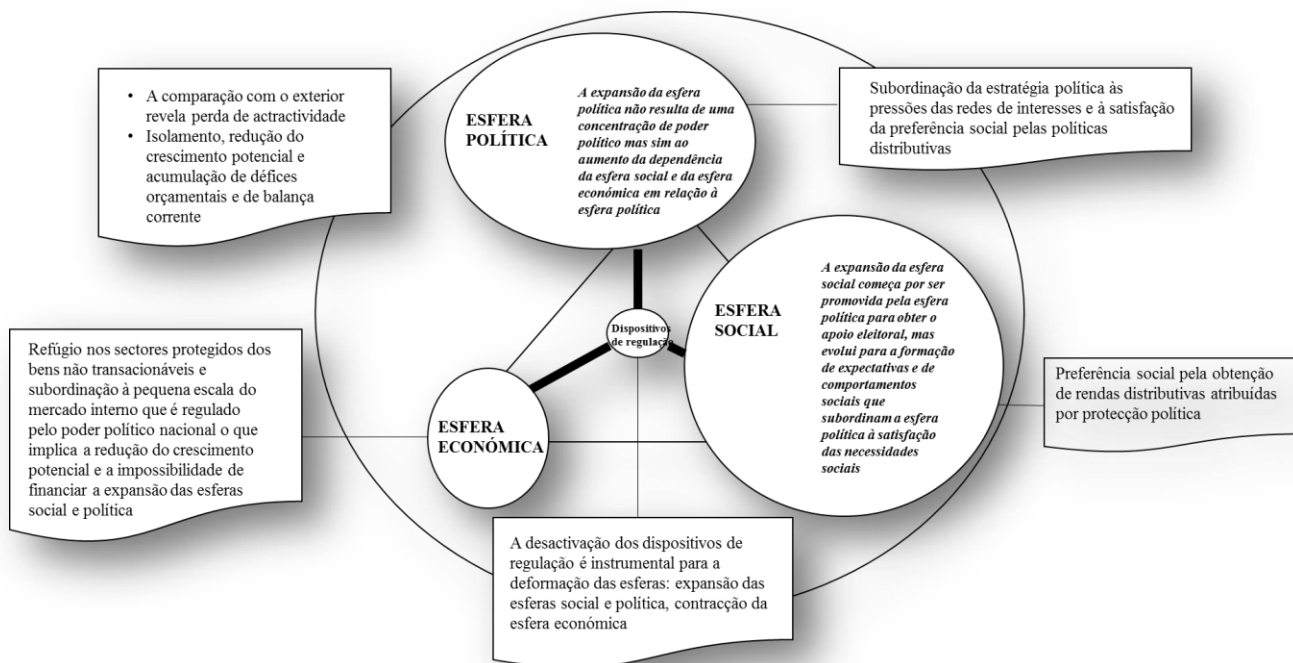 • A comparação com o exterior
revela perda de actractividade
• Isolamento, redução do
crescimento potencial e
acumulação de défices
orçamentais e de balança
corrente
ESFERA
POLÍTICA
A expansão da esfera
política não resulta de uma
concentração de poder
político mas sim ao
aumento da dependência
da esfera social e da esfera
económica em relação à
esfera política
Subordinação da estratégia política às
pressões das redes de interesses e à satisfação
da preferência social pelas políticas
distributivas
ESFERA
SOCIAL
A expansão da esfera
social começa por ser
promovida pela esfera
política para obter o
apoio eleitoral, mas
evolui para a formação
de expectativas e de
comportamentos
sociais que
subordinam a esfera
política à satisfação
das necessidades
sociais
Dispositivos
de regulação
Refúgio nos sectores protegidos dos
bens não transacionáveis e
subordinação à pequena escala do
mercado interno que é regulado
pelo poder político nacional o que
implica a redução do crescimento
potencial e a impossibilidade de
financiar a expansão das esferas
social e política
ESFERA
ECONÓMICA
Preferência social pela obtenção
de rendas distributivas atribuídas
por protecção política
A desactivação dos dispositivos de
regulação é instrumental para a
deformação das esferas: expansão das
esferas social e política, contracção da
esfera económica